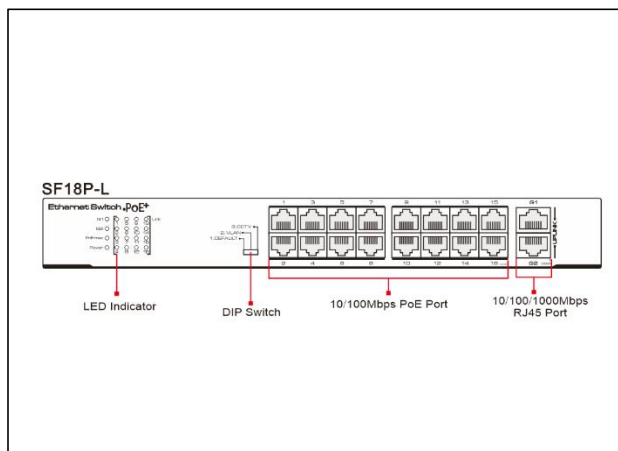 SF18P-L
Ethernet Switch PoE+
Link
Power
3.CCTV
2.VLAN
1.DEFAULT
1 3 5 7 9 11 13 15 G1
UPLINK
2 4 6 8 10 12 14 16 G2
LED Indicator
DIP Switch
10/100Mbps PoE Port
10/100/1000Mbps
RJ45 Port